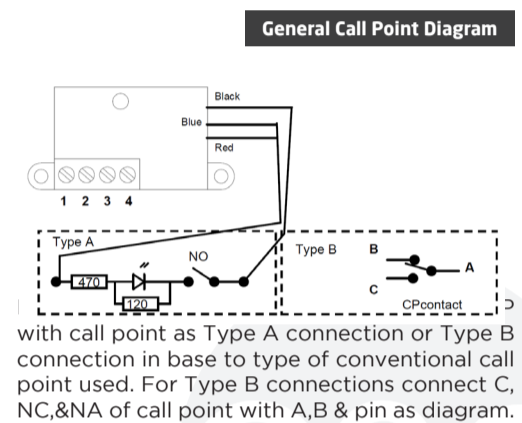 General Call Point Diagram
Black
Blue
Red
1 2 3 4
Type A
NO
470
120
Type B
B
A
C
CPcontact
with call point as Type A connection or Type B
connection in base to type of conventional call
point used. For Type B connections connect C,
NC,&NA of call point with A,B & pin as diagram.